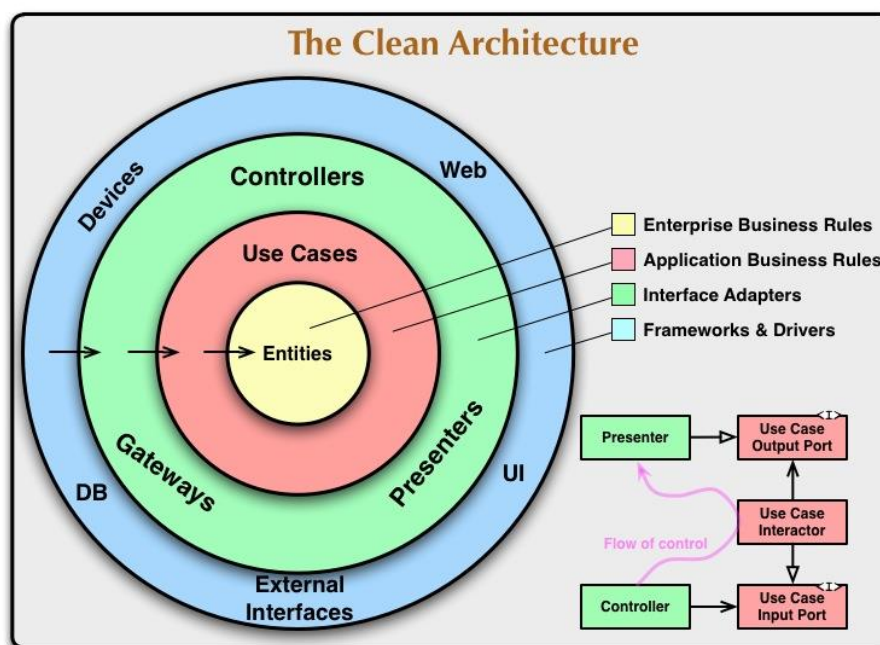 The Clean Architecture
Devices
Web
Controllers
Use Cases
Entities
Gateways
Presenters
DB
UI
External
Interfaces
Enterprise Business Rules
Application Business Rules
Interface Adapters
Frameworks & Drivers
Presenter
<I>
Use Case
Output Port
Flow of control
Use Case
Interactor
Controller
<I>
Use Case
Input Port